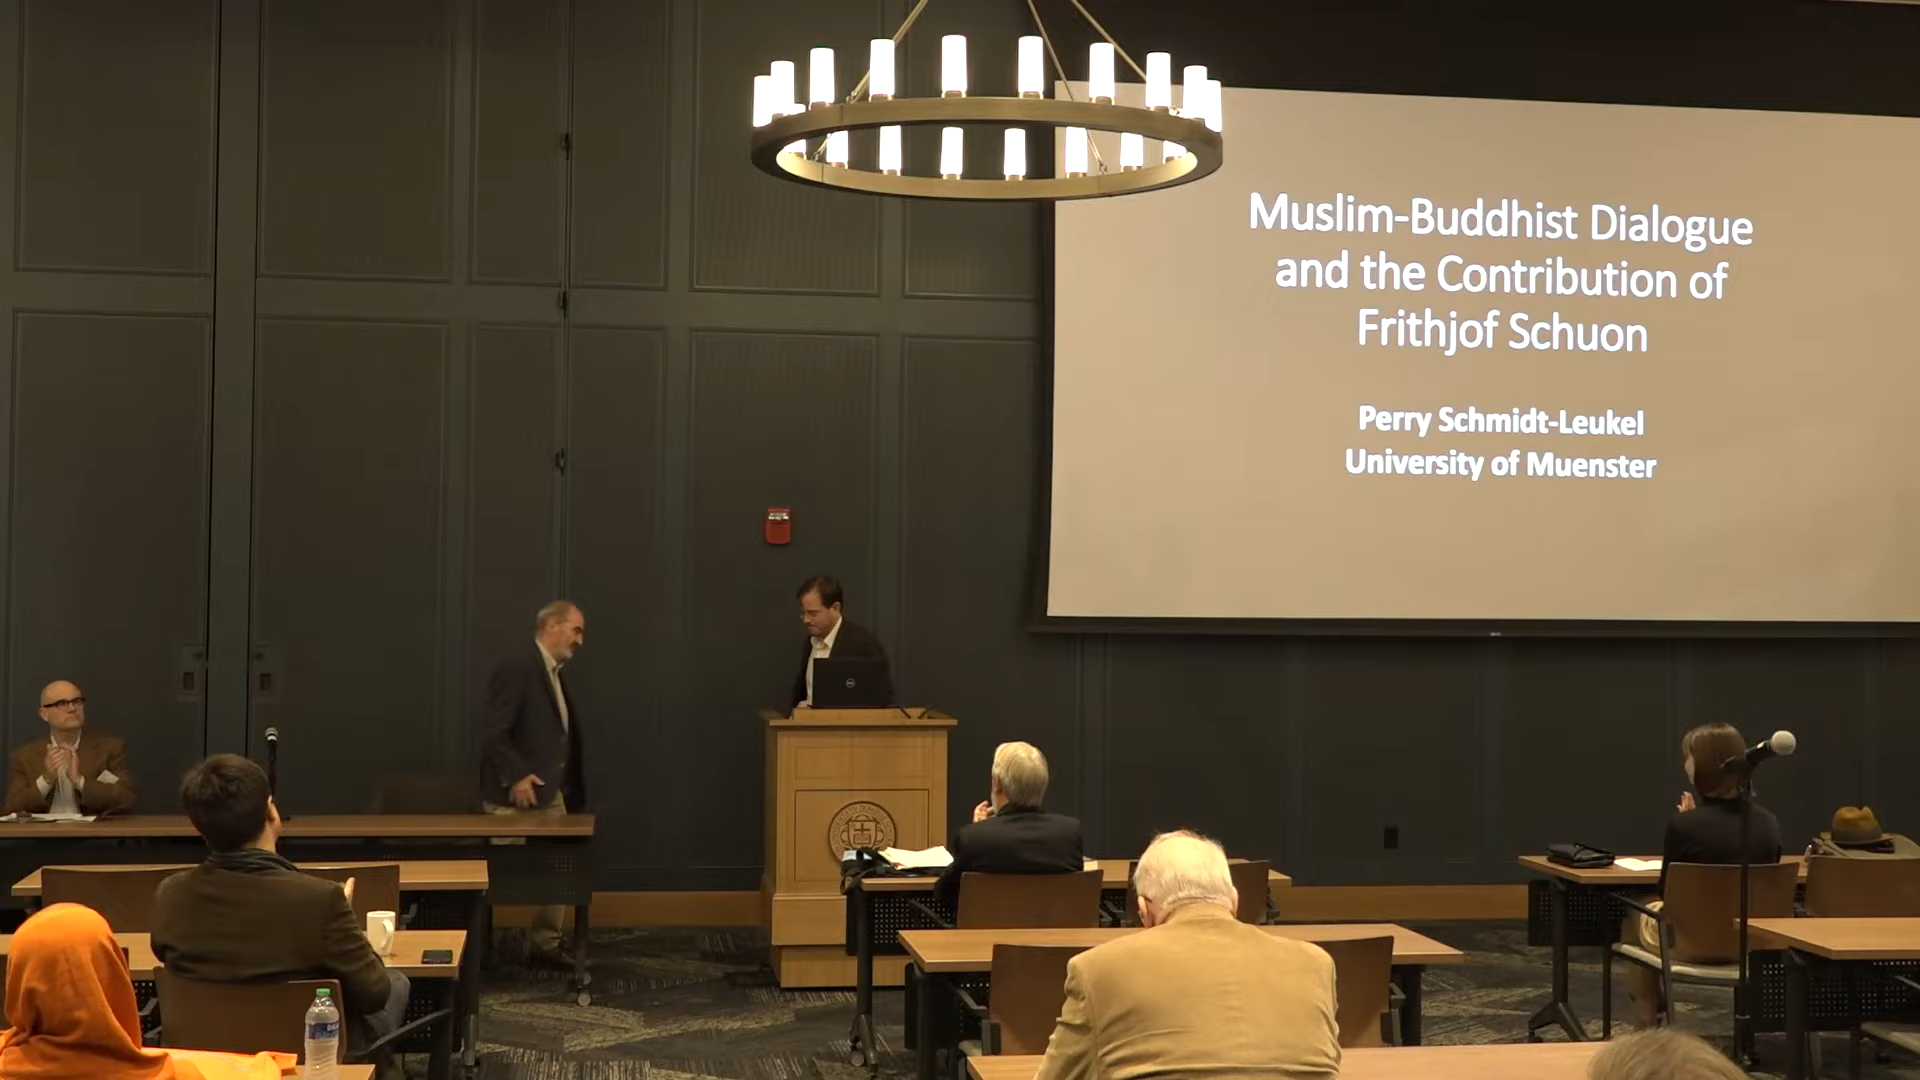 Muslim-Buddhist Dialogue
and the Contribution of
Frithjof Schuon
Perry Schmidt-Leukel
University of Muenster